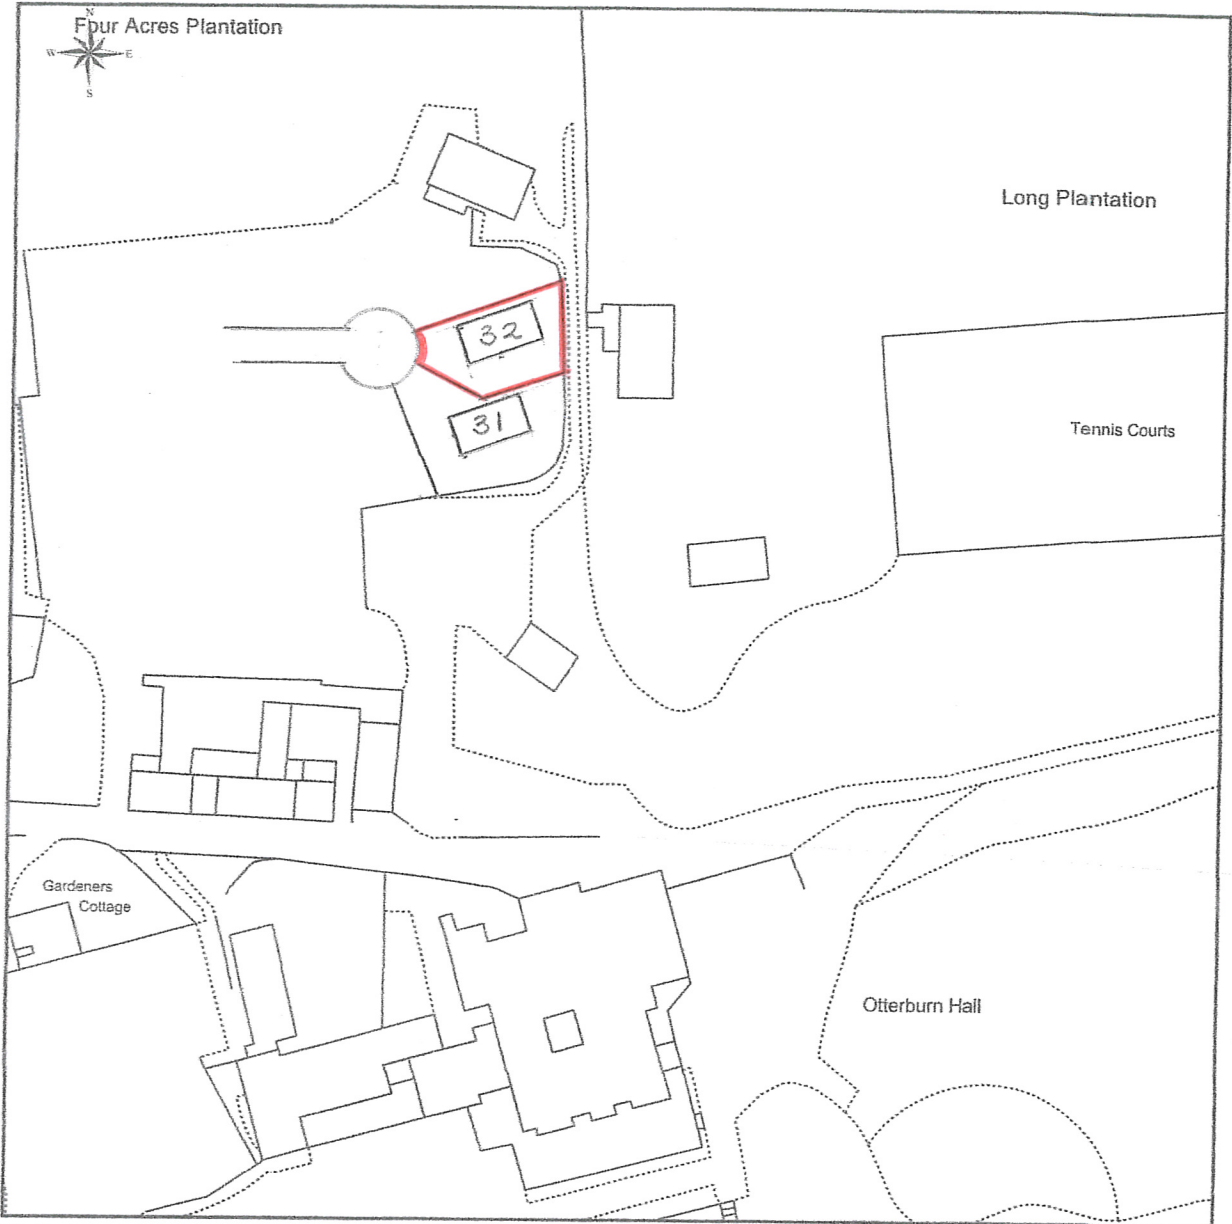 N
Four Acres Plantation
W E
S
Long Plantation
32
31
Tennis Courts
Gardeners
Cottage
Otterburn Hall